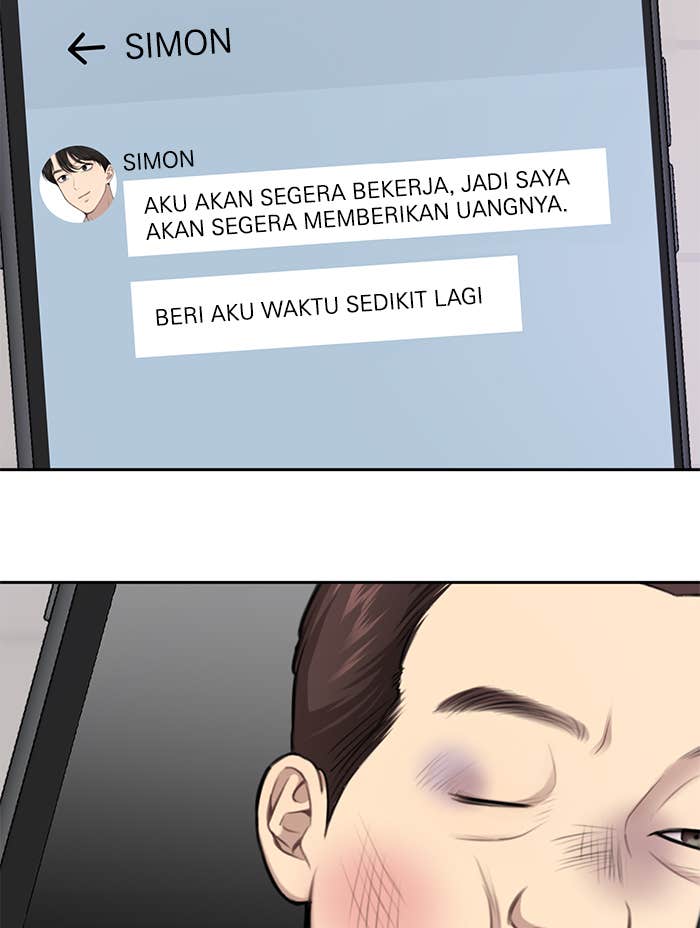 SIMON
SIMON
AKU AKAN SEGERA BEKERJA, JADI SAYA
AKAN SEGERA MEMBERIKAN UANGNYA.
BERI AKU WAKTU SEDIKIT LAGI